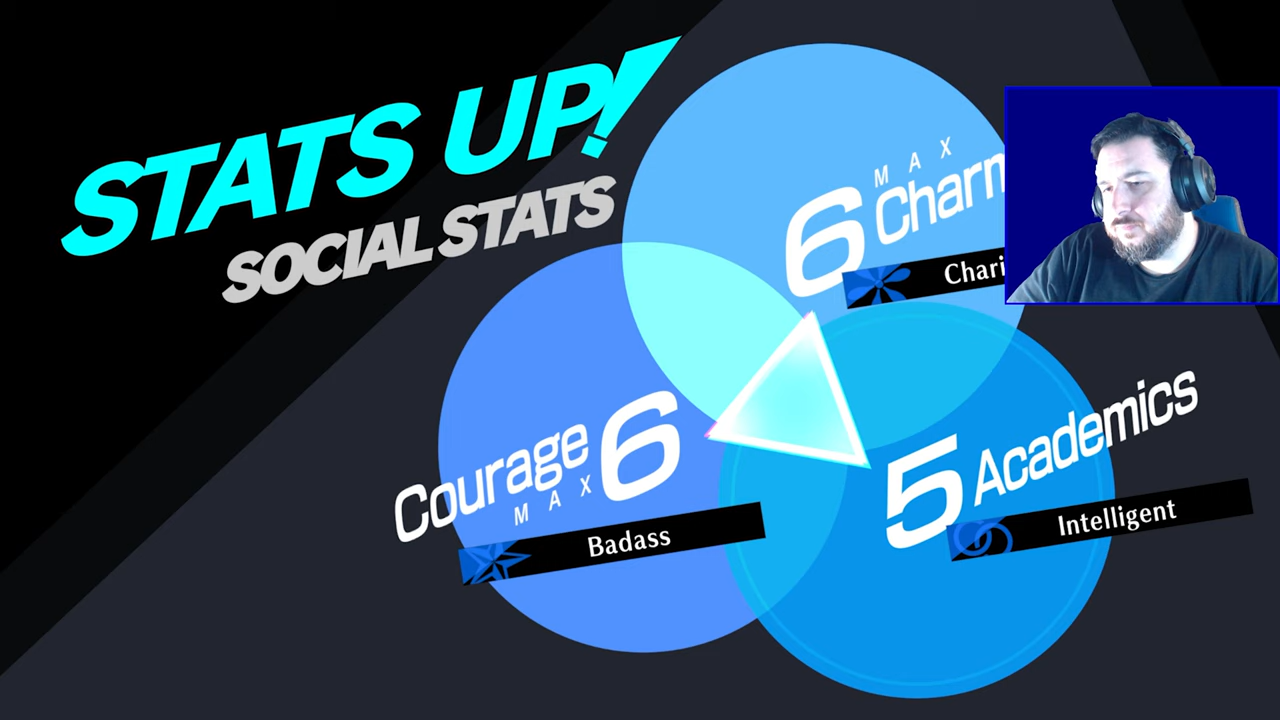 STATS UP!
SOCIAL STATS
MAX
6 Charm
Courage 6
MAX
Badass
5 Academics
Intelligent